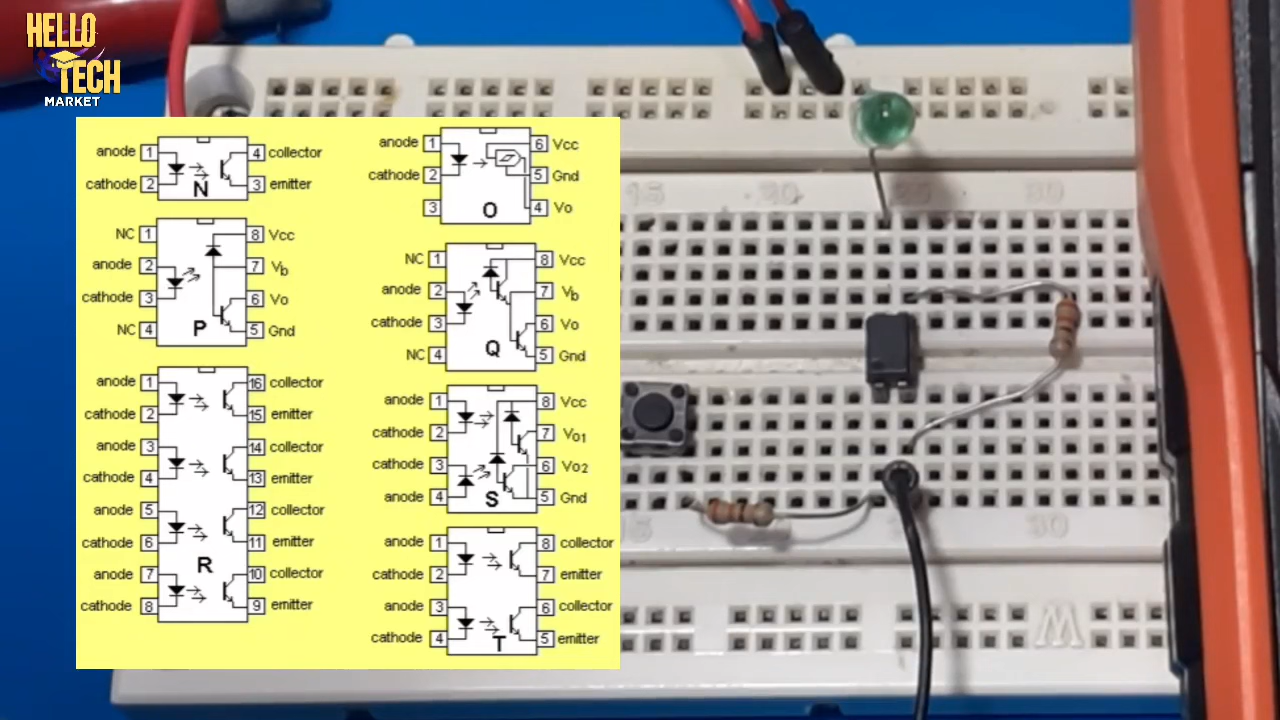 HELLO
TECH
MARKET
anode 1 4 collector
cathode 2 3 emitter
N
NC 1 8 Vcc
anode 2 7 Vb
cathode 3 6 Vo
NC 4 5 Gnd
P
anode 1 16 collector
cathode 2 15 emitter
anode 3 14 collector
cathode 4 13 emitter
anode 5 12 collector
cathode 6 11 emitter
anode 7 10 collector
cathode 8 9 emitter
R
anode 1 6 Vcc
cathode 2 5 Gnd
3 4 Vo
O
NC 1 8 Vcc
anode 2 7 Vb
cathode 3 6 Vo
NC 4 5 Gnd
Q
anode 1 8 Vcc
cathode 2 7 Vo1
cathode 3 6 Vo2
anode 4 5 Gnd
S
anode 1 8 collector
cathode 2 7 emitter
anode 3 6 collector
cathode 4 5 emitter
T
15 20 25 30
15 30
W